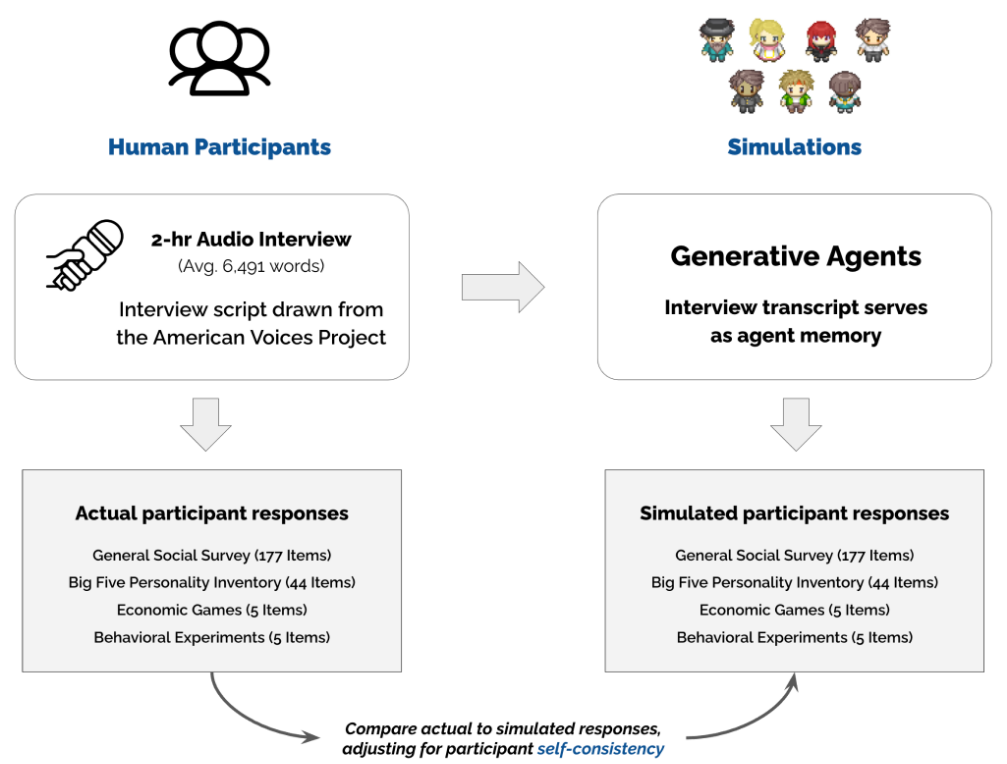 Human Participants
Simulations
2-hr Audio Interview
(Avg. 6,491 words)
Interview script drawn from
the American Voices Project
Generative Agents
Interview transcript serves
as agent memory
Actual participant responses
General Social Survey (177 Items)
Big Five Personality Inventory (44 Items)
Economic Games (5 Items)
Behavioral Experiments (5 Items)
Simulated participant responses
General Social Survey (177 Items)
Big Five Personality Inventory (44 Items)
Economic Games (5 Items)
Behavioral Experiments (5 Items)
Compare actual to simulated responses,
adjusting for participant self-consistency